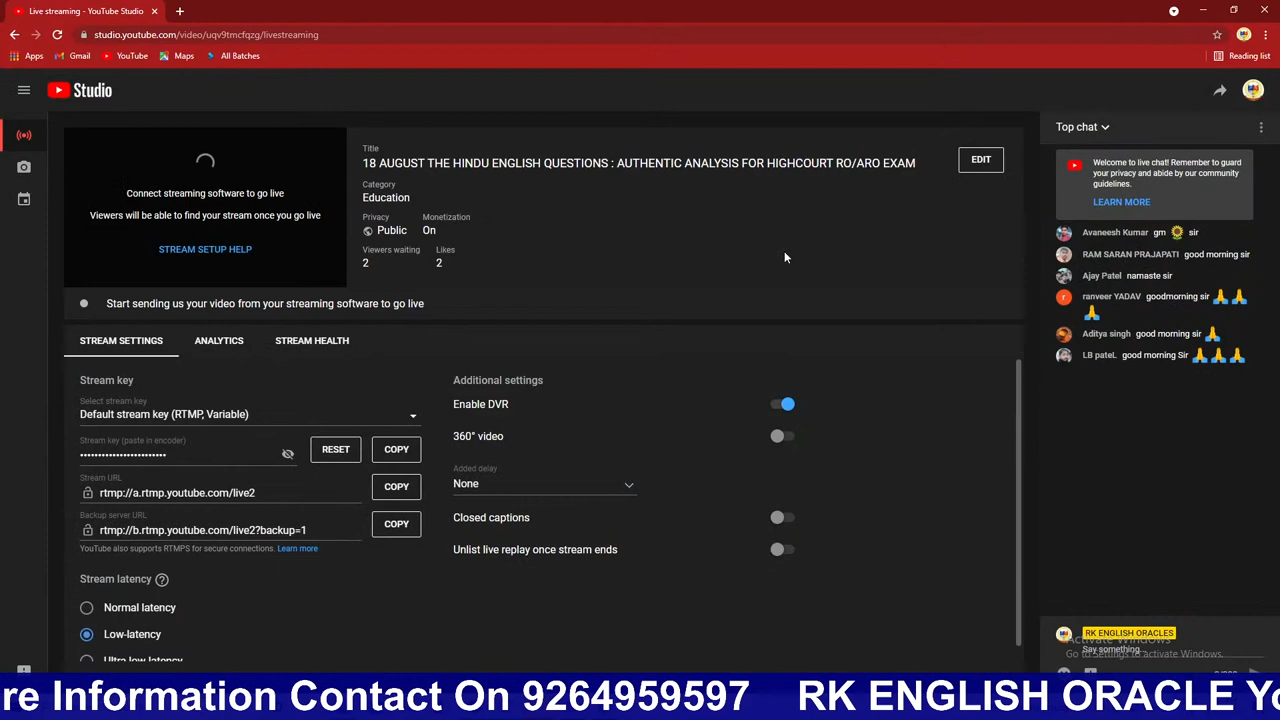 Live streaming - YouTube Studio
studio.youtube.com/video/uqv9tmcfqzg/livestreaming
Apps
Gmail
YouTube
Maps
All Batches
Reading list
Studio
Connect streaming software to go live
Viewers will be able to find your stream once you go live
STREAM SETUP HELP
Title
18 AUGUST THE HINDU ENGLISH QUESTIONS : AUTHENTIC ANALYSIS FOR HIGHCOURT RO/ARO EXAM
EDIT
Category
Education
Privacy Monetization
Public On
Viewers waiting Likes
2 2
Start sending us your video from your streaming software to go live
STREAM SETTINGS ANALYTICS STREAM HEALTH
Stream key
Select stream key
Default stream key (RTMP, Variable)
Stream key (paste in encoder)
••••••••••••••••••••••••
RESET COPY
Stream URL
rtmp://a.rtmp.youtube.com/live2
COPY
Backup server URL
rtmp://b.rtmp.youtube.com/live2?backup=1
COPY
YouTube also supports RTMPS for secure connections. Learn more
Stream latency
Normal latency
Low-latency
Ultra low-latency
Additional settings
Enable DVR
360° video
Added delay
None
Closed captions
Unlist live replay once stream ends
Top chat
Welcome to live chat! Remember to guard
your privacy and abide by our community
guidelines.
LEARN MORE
Avaneesh Kumar gm 🌻 sir
RAM SARAN PRAJAPATI good morning sir
Ajay Patel namaste sir
ranveer YADAV goodmorning sir 🙏🙏
🙏
Aditya singh good morning sir 🙏
LB pateL good morning Sir 🙏🙏🙏
RK ENGLISH ORACLES
Say something...
Activate Windows
Go to Settings to activate Windows.
re Information Contact On 9264959597 RK ENGLISH ORACLE Yo